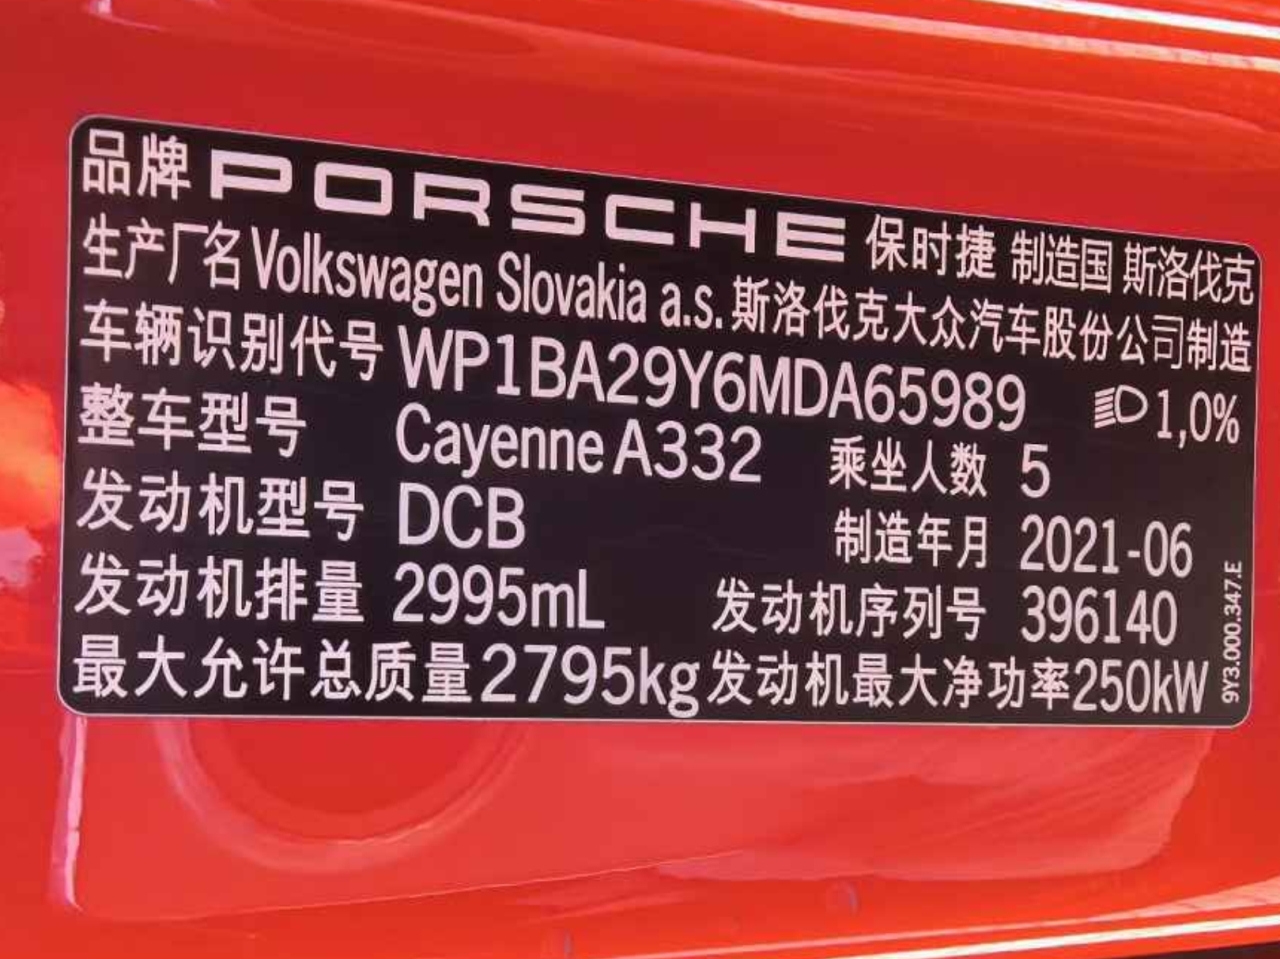 品牌 PORSCHE 保时捷 制造国 斯洛伐克
生产厂名 Volkswagen Slovakia a.s. 斯洛伐克大众汽车股份公司制造
车辆识别代号 WP1BA29Y6MDA65989 1,0%
整车型号 Cayenne A332 乘坐人数 5
发动机型号 DCB 制造年月 2021-06
发动机排量 2995mL 发动机序列号 396140
最大允许总质量 2795kg 发动机最大净功率 250kW
9Y3.000.347.E